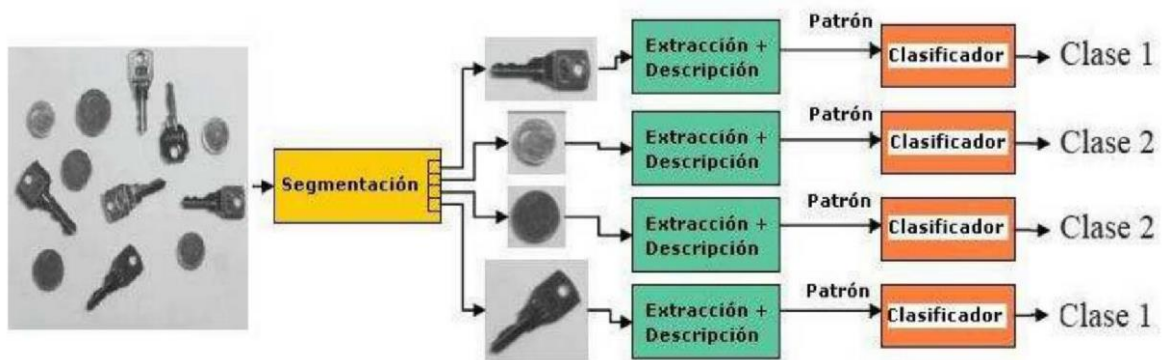 Segmentación
Extracción +
Descripción
Patrón
Clasificador
Clase 1
Extracción +
Descripción
Patrón
Clasificador
Clase 2
Extracción +
Descripción
Patrón
Clasificador
Clase 2
Extracción +
Descripción
Patrón
Clasificador
Clase 1